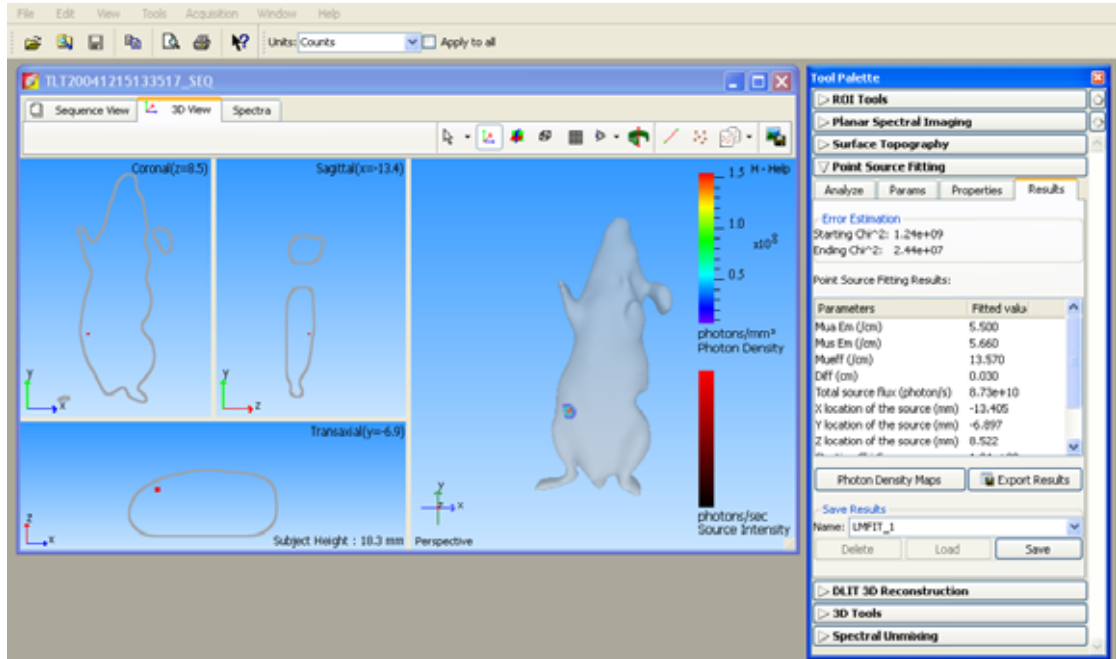 File Edit View Tools Acquisition Window Help
Units: Counts Apply to all
TLT20041215133517_SEQ
Sequence View 3D View Spectra
Coronal(z=8.5)
Sagittal(x=-13.4)
Transaxial(y=-6.9)
Subject Height : 18.3 mm
Perspective
H - Help
1.5
1.0
x10⁸
0.5
photons/mm³
Photon Density
photons/sec
Source Intensity
y
x
y
z
z
x
y
z
x
Tool Palette
ROI Tools
Planar Spectral Imaging
Surface Topography
Point Source Fitting
Analyze Params Properties Results
Error Estimation
Starting Chi^2: 1.24e+09
Ending Chi^2: 2.44e+07
Point Source Fitting Results:
Parameters Fitted valu
Mua Em (/cm) 5.500
Mus Em (/cm) 5.660
Mueff (/cm) 13.570
Diff (cm) 0.030
Total source flux (photon/s) 8.73e+10
X location of the source (mm) -13.405
Y location of the source (mm) -6.897
Z location of the source (mm) 8.522
Photon Density Maps Export Results
Save Results
Name: LMFIT_1
Delete Load Save
DLIT 3D Reconstruction
3D Tools
Spectral Unmixing